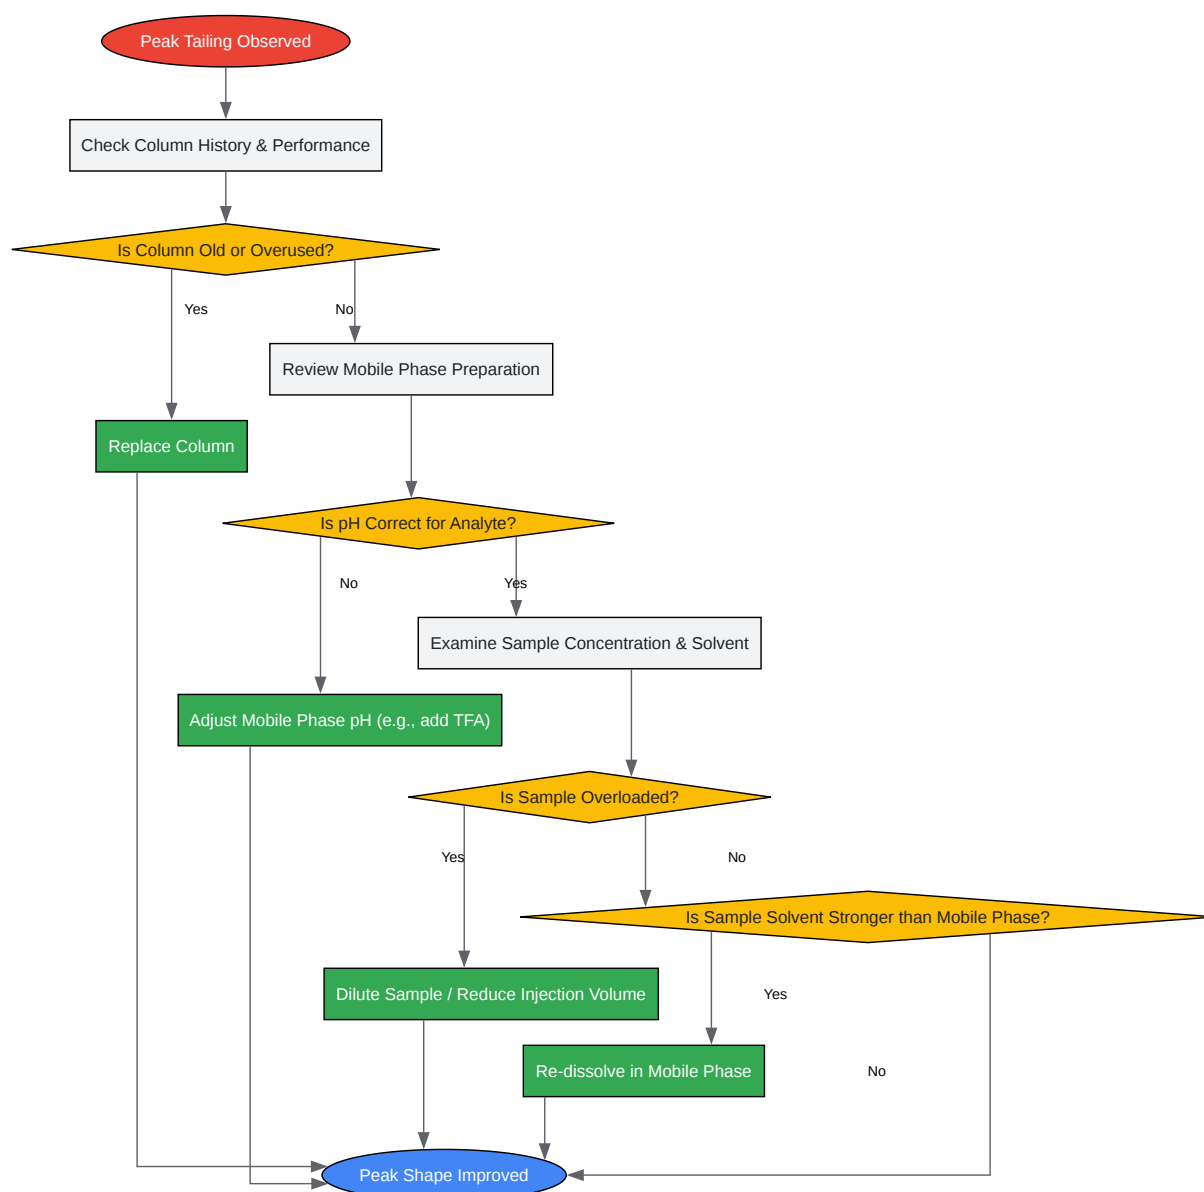 Peak Tailing Observed
Check Column History & Performance
Is Column Old or Overused?
Yes
No
Review Mobile Phase Preparation
Replace Column
Is pH Correct for Analyte?
No
Yes
Examine Sample Concentration & Solvent
Adjust Mobile Phase pH (e.g., add TFA)
Is Sample Overloaded?
Yes
No
Is Sample Solvent Stronger than Mobile Phase?
Dilute Sample / Reduce Injection Volume
Yes
Re-dissolve in Mobile Phase
No
Peak Shape Improved